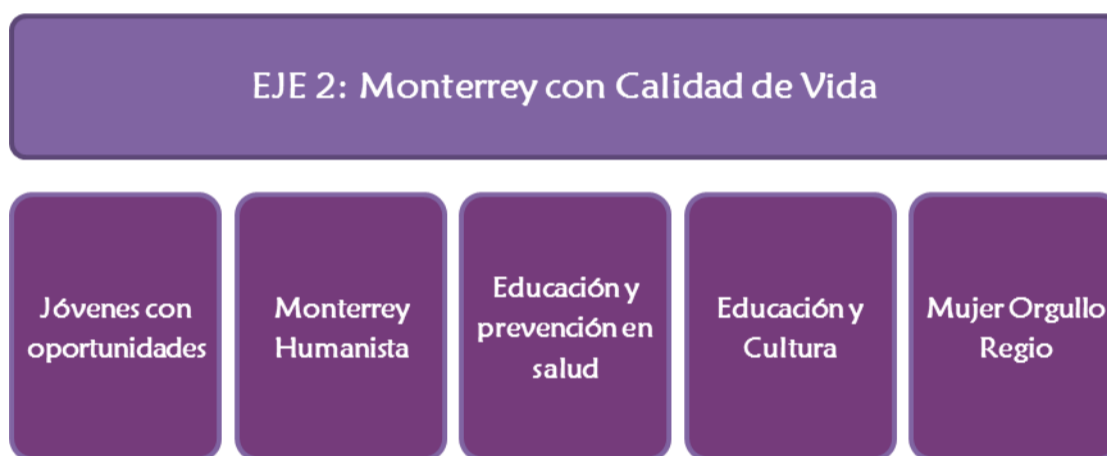 EJE 2: Monterrey con Calidad de Vida
Jóvenes con
oportunidades
Monterrey
Humanista
Educación y
prevención en
salud
Educación y
Cultura
Mujer Orgullo
Regio